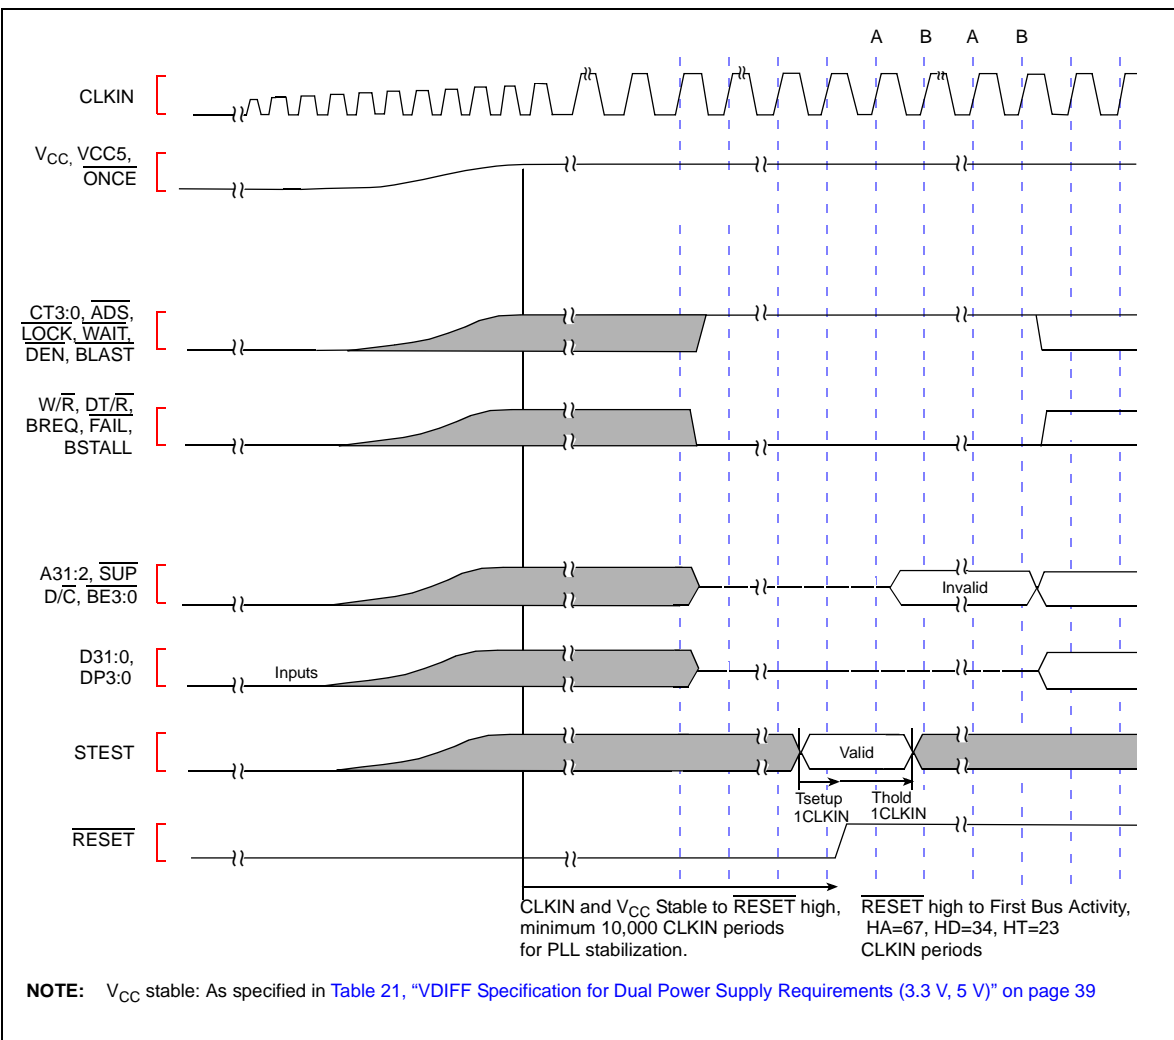 A B A B
CLKIN
VCC, VCC5,
ONCE
CT3:0, ADS,
LOCK, WAIT,
DEN, BLAST
W/R, DT/R,
BREQ, FAIL,
BSTALL
A31:2, SUP
D/C, BE3:0
Invalid
D31:0,
DP3:0
Inputs
STEST
Valid
Tsetup
1CLKIN
Thold
1CLKIN
RESET
CLKIN and VCC Stable to RESET high,
minimum 10,000 CLKIN periods
for PLL stabilization.
RESET high to First Bus Activity,
HA=67, HD=34, HT=23
CLKIN periods
NOTE: VCC stable: As specified in Table 21, “VDIFF Specification for Dual Power Supply Requirements (3.3 V, 5 V)” on page 39